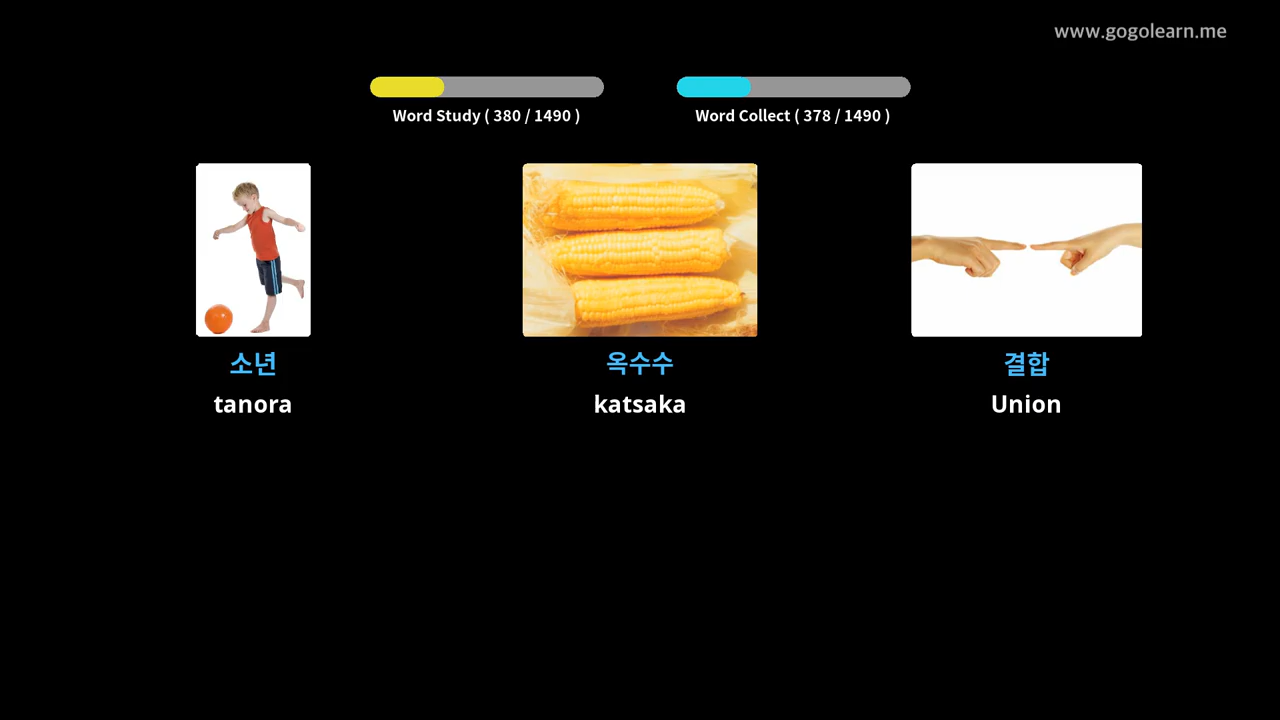 www.gogolearn.me
Word Study ( 380 / 1490 )
Word Collect ( 378 / 1490 )
소년
옥수수
결합
tanora
katsaka
Union